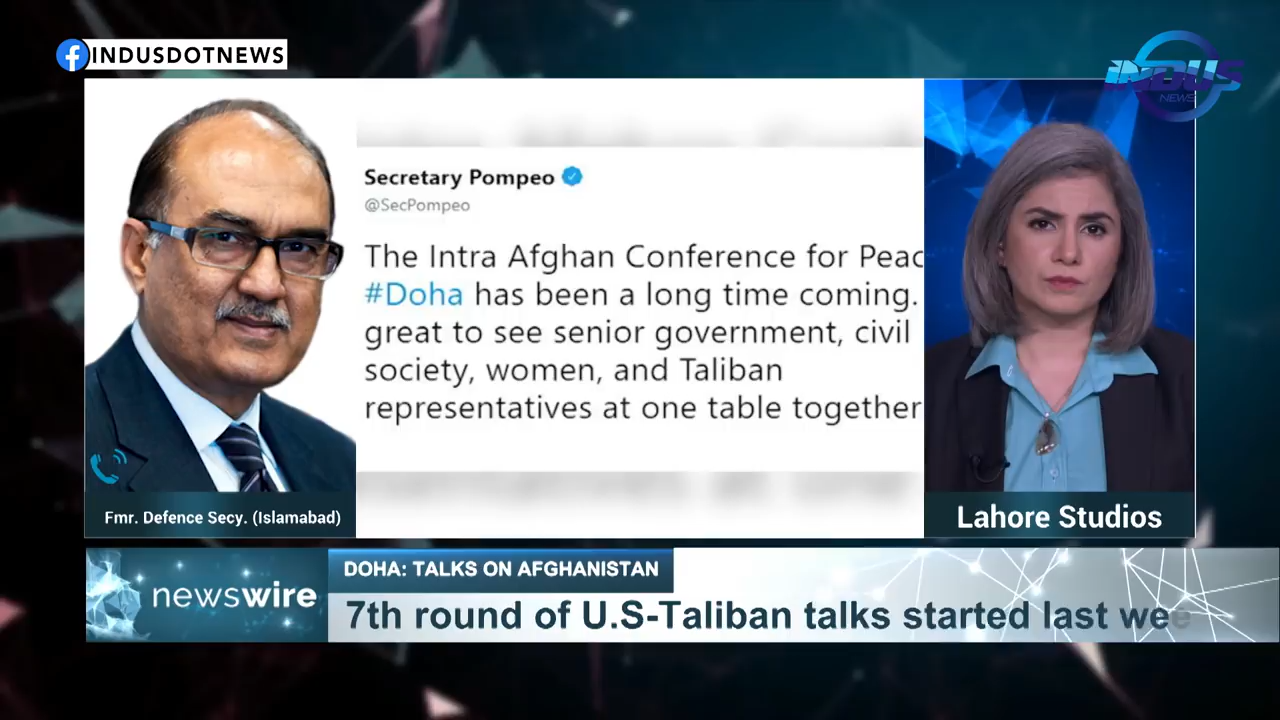 INDUSDOTNEWS
INDUS
NEWS
Secretary Pompeo
@SecPompeo
The Intra Afghan Conference for Peac
#Doha has been a long time coming.
great to see senior government, civil
society, women, and Taliban
representatives at one table together
Fmr. Defence Secy. (Islamabad)
Lahore Studios
DOHA: TALKS ON AFGHANISTAN
newswire
7th round of U.S-Taliban talks started last wee